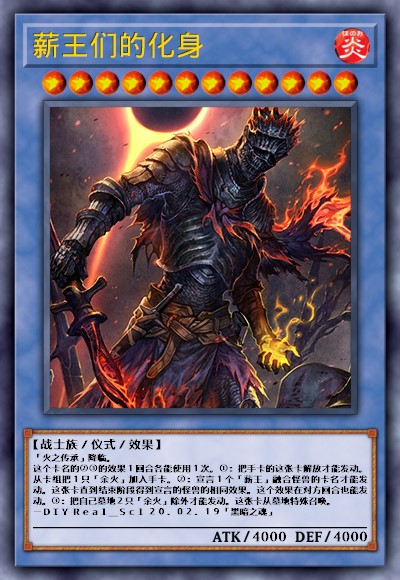 薪王们的化身
ほのお
炎
【战士族/仪式/效果】
「火之传承」降临。
这个卡名的②③的效果1回合各能使用1次。①：把手卡的这张卡解放才能发动。
从卡组把1只「余火」加入手卡。②：宣言1个「薪王」融合怪兽的卡名才能发
动。这张卡直到结束阶段得到宣言的怪兽的相同效果。这个效果在对方回合也能发
动。③：把自己墓地2只「余火」除外才能发动。这张卡从墓地特殊召唤。
—DIY Real_Scl 20.02.19「黑暗之魂」
ATK/4000 DEF/4000